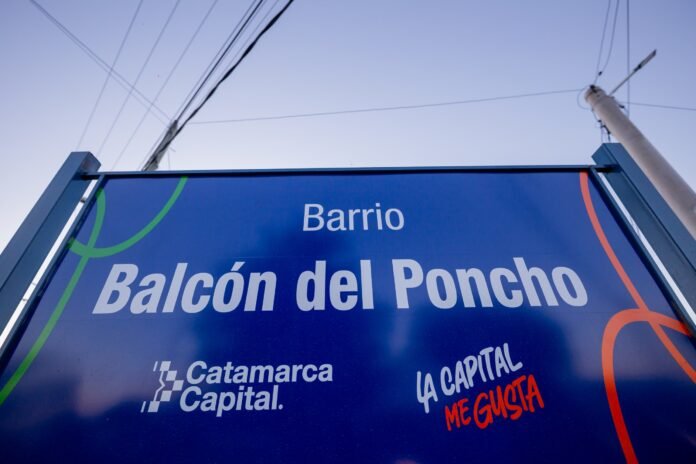 Barrio
Balcón del Poncho
Catamarca
Capital.
LA CAPITAL
ME GUSTA